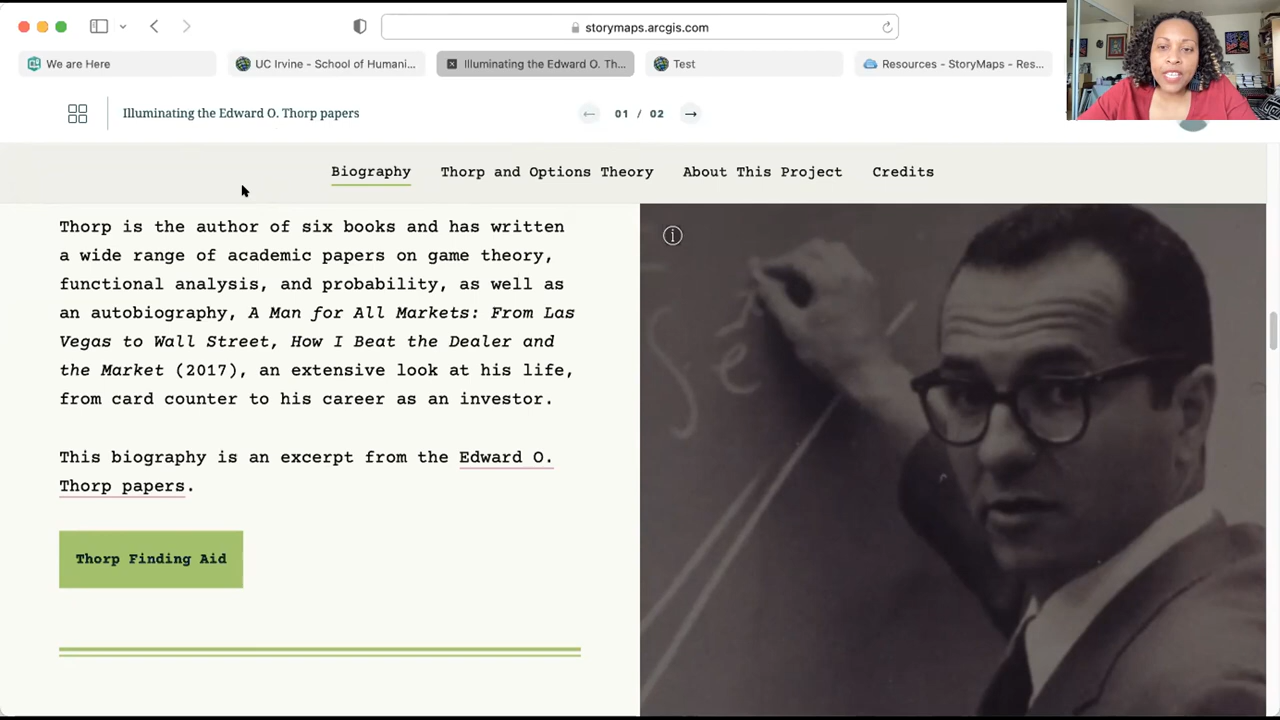 storymaps.arcgis.com
We are Here
UC Irvine - School of Humani...
Illuminating the Edward O. Th...
Test
Resources - StoryMaps - Res...
Illuminating the Edward O. Thorp papers
01 / 02
Biography
Thorp and Options Theory
About This Project
Credits
Thorp is the author of six books and has written
a wide range of academic papers on game theory,
functional analysis, and probability, as well as
an autobiography, A Man for All Markets: From Las
Vegas to Wall Street, How I Beat the Dealer and
the Market (2017), an extensive look at his life,
from card counter to his career as an investor.
This biography is an excerpt from the Edward O.
Thorp papers.
Thorp Finding Aid